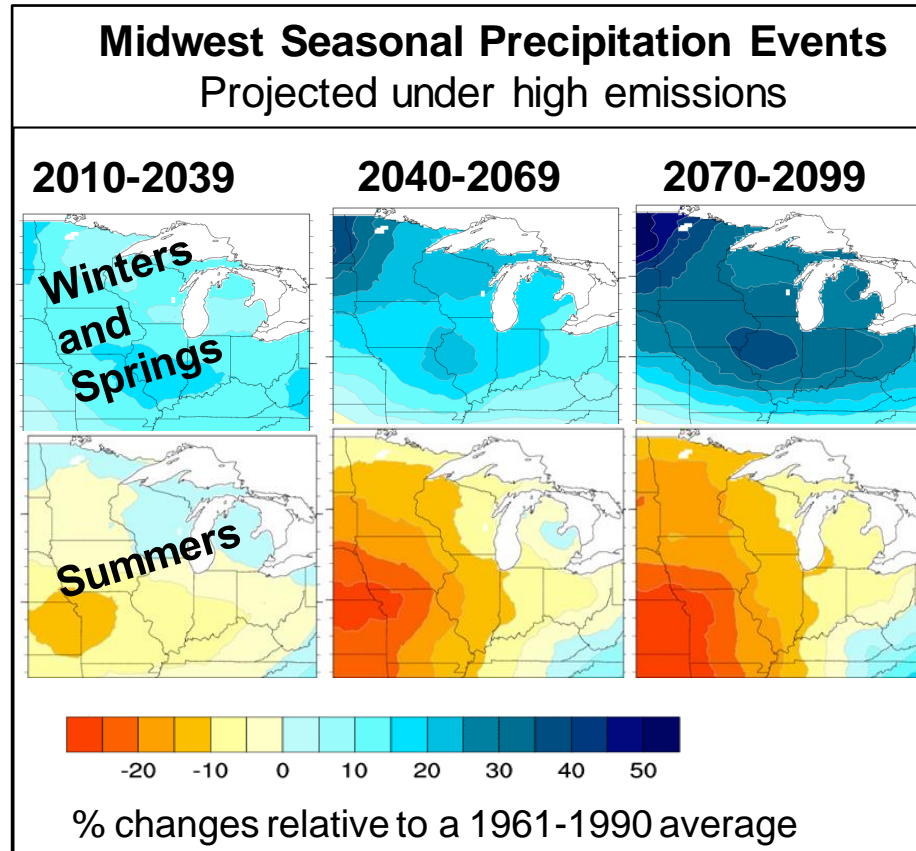 Midwest Seasonal Precipitation Events
Projected under high emissions
2010-2039 2040-2069 2070-2099
Winters
and
Springs
Summers
-20 -10 0 10 20 30 40 50
% changes relative to a 1961-1990 average